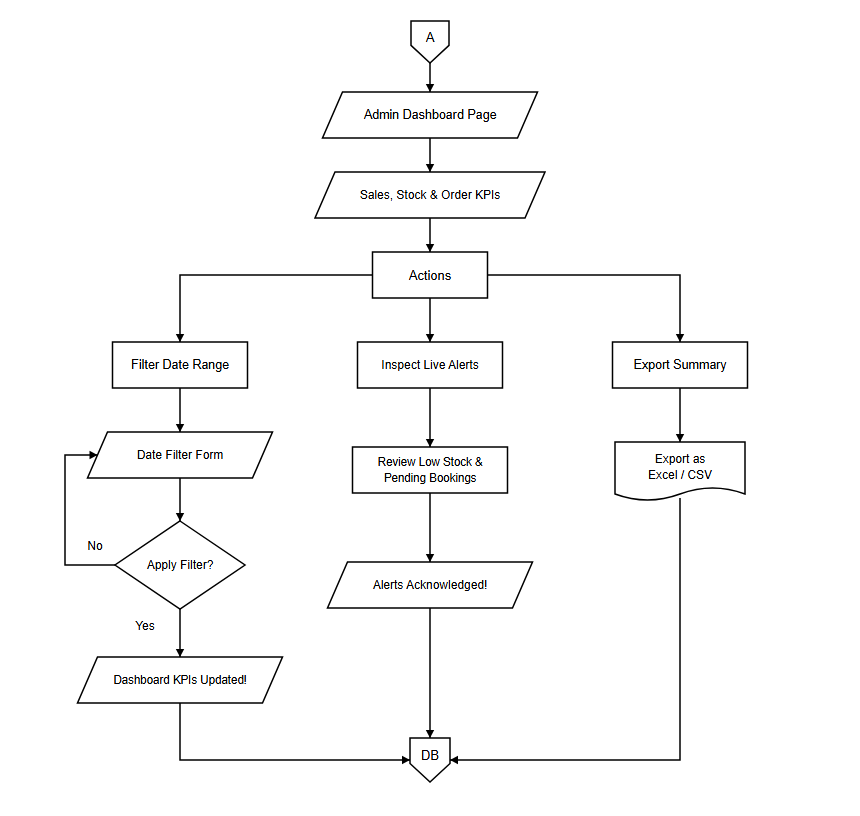 A
Admin Dashboard Page
Sales, Stock & Order KPIs
Actions
Filter Date Range
Inspect Live Alerts
Export Summary
Date Filter Form
Review Low Stock &
Pending Bookings
Export as
Excel / CSV
No
Apply Filter?
Alerts Acknowledged!
Yes
Dashboard KPIs Updated!
DB